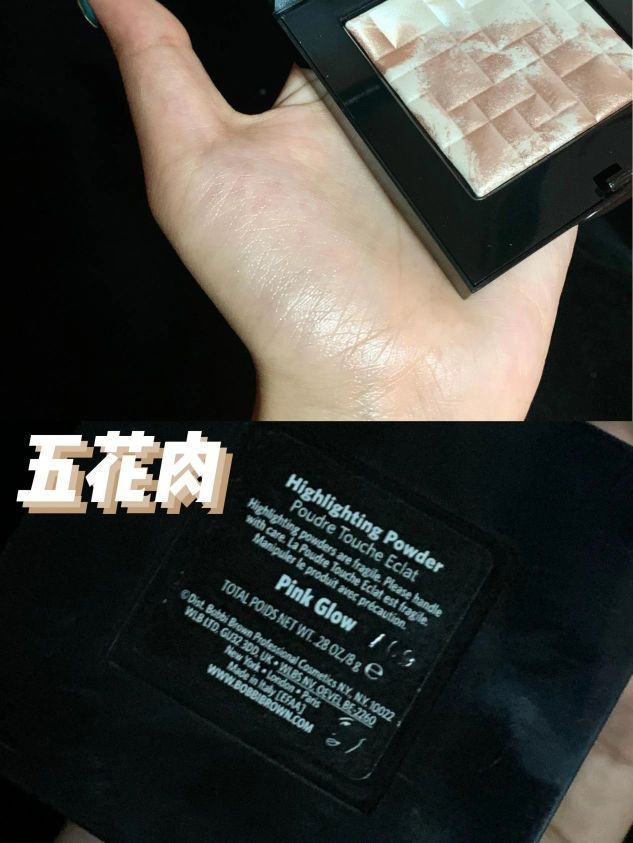 五花肉
Highlighting Powder
Poudre Touche Eclat
Highlighting powders are fragile. Please handle
with care. La Poudre Touche Eclat est fragile.
Manipuler le produit avec précaution.
Pink Glow
TOTAL POIDS NET WT. .28 OZ./8 g e
©Dist. Bobbi Brown Professional Cosmetics N.Y., N.Y. 10022
WLB LTD, GU32 3DD, UK • WLBS NV, OEVEL BE-2260
New York • London • Paris
Made in Italy [EFAA]
WWW.BOBBIBROWN.COM